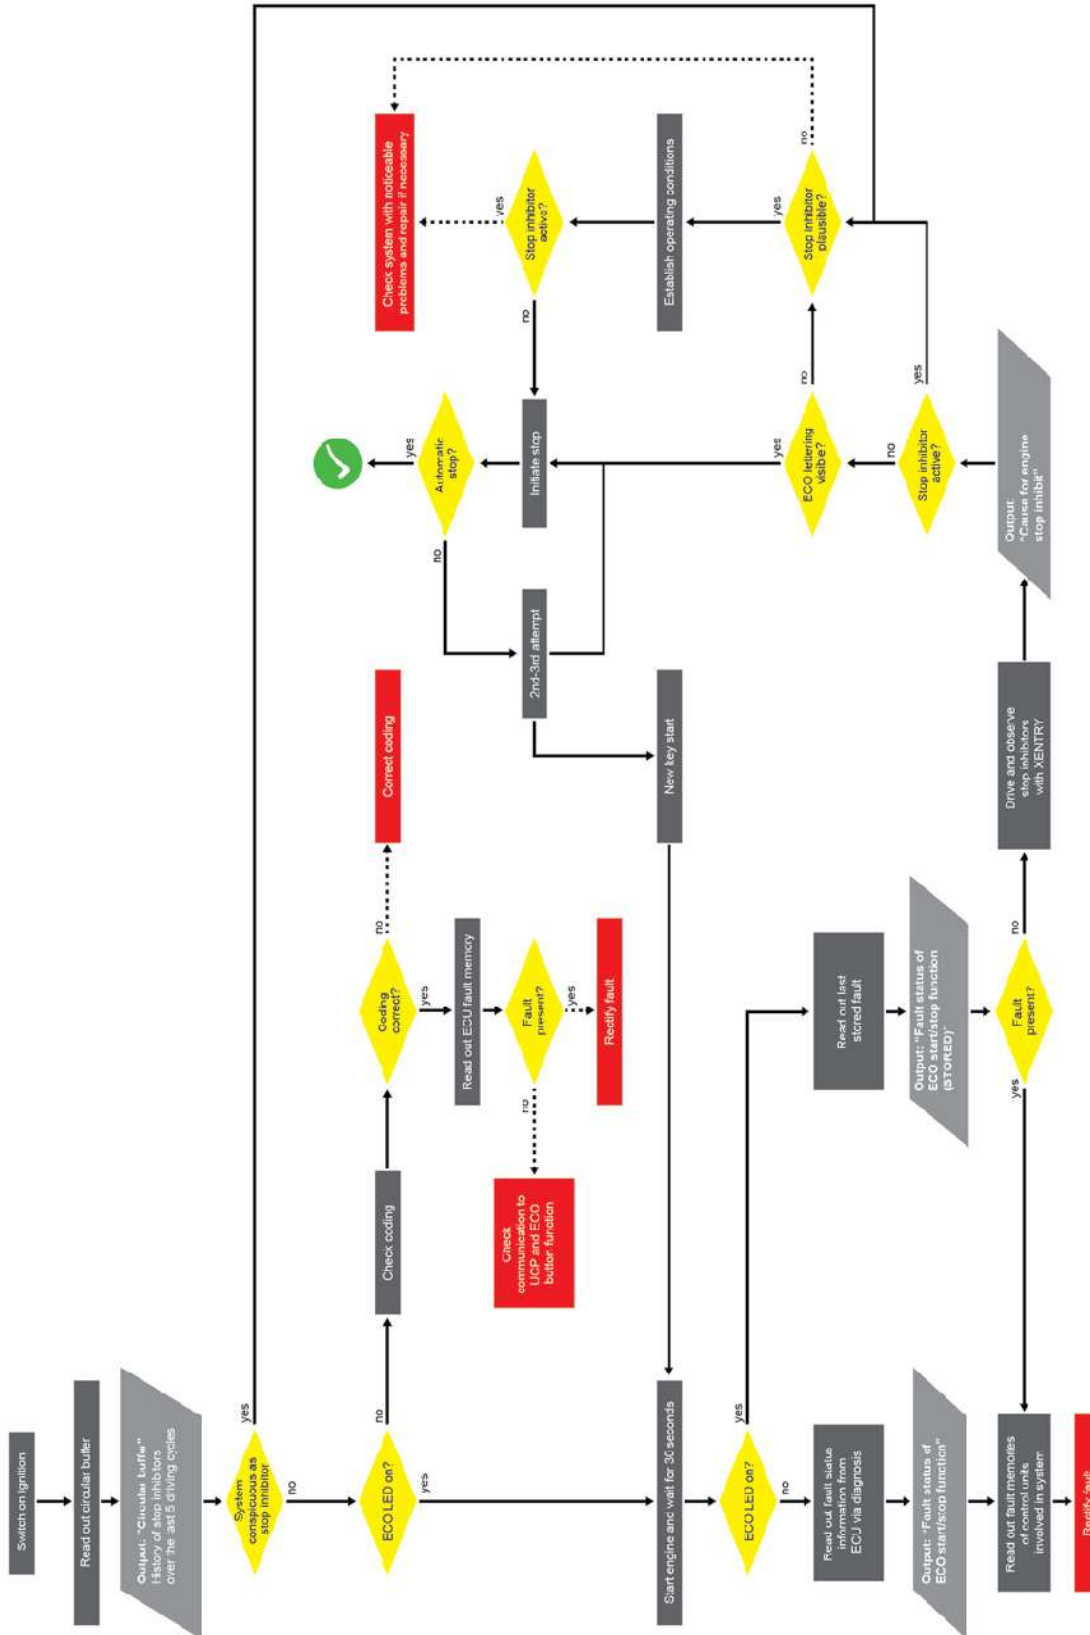 Switch on ignition
Read out circular buffer
Output: "Circular buffer"
History of stop inhibitors
over the last 5 driving cycles
System
conspicuous as
stop inhibitor
yes
no
ECO LED on?
no
yes
Check coding
Coding
correct?
no
Correct coding
yes
Read out ECU fault memory
Fault
present?
yes
Rectify fault
no
Check
communication to
UCP and ECO
button function
Start engine and wait for 30 seconds
ECO LED on?
yes
no
Read out fault status
information from
ECU via diagnosis
Output: "Fault status of
ECO start/stop function"
Read out fault memories
of control units
involved in system
Rectify fault
Read out last
stored fault
Output: "Fault status of
ECO start/stop function
(STORED)"
Fault
present?
yes
no
Drive and observe
stop inhibitors
with XENTRY
Output:
"Cause for engine
stop inhibit"
Stop inhibitor
active?
yes
no
ECO lettering
visible?
no
yes
Stop inhibitor
plausible?
no
yes
Establish operating conditions
Stop inhibitor
active?
yes
no
Check system with noticeable
problems and repair if necessary
Initiate stop
Automatic
stop?
yes
no
2nd-3rd attempt
New key start